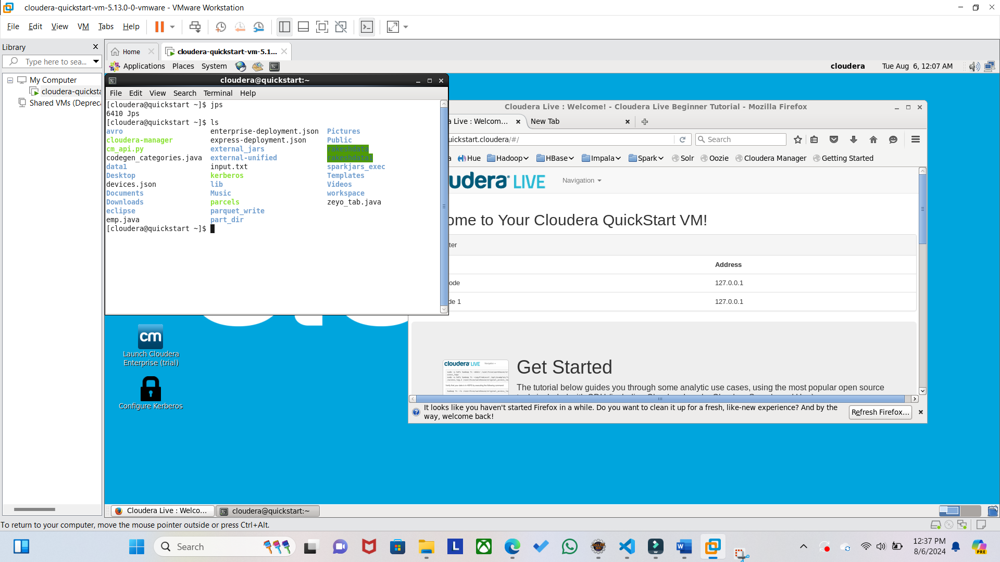 cloudera-quickstart-vm-5.13.0-0-vmware - VMware Workstation
File Edit View VM Tabs Help
Library
Type here to sea...
My Computer
cloudera-quicksta
Shared VMs (Depreca
Home
cloudera-quickstart-vm-5.1...
Applications Places System
cloudera Tue Aug 6, 12:07 AM
cloudera@quickstart:~
File Edit View Search Terminal Help
[cloudera@quickstart ~]$ jps
6410 Jps
[cloudera@quickstart ~]$ ls
avro enterprise-deployment.json Pictures
cloudera-manager express-deployment.json Public
cm_api.py external_jars rakeshdata
codegen_categories.java external-unified rakeshdata1
data1 input.txt sparkjars_exec
Desktop kerberos Templates
devices.json lib Videos
Documents Music workspace
Downloads parcels zeyo_tab.java
eclipse parquet_write
emp.java part_dir
[cloudera@quickstart ~]$
Cloudera Live : Welcome! - Cloudera Live Beginner Tutorial - Mozilla Firefox
a Live : Welcom... New Tab
uickstart.cloudera/#/ Search
a Hue Hadoop HBase Impala Spark Solr Oozie Cloudera Manager Getting Started
udera LIVE Navigation
ome to Your Cloudera QuickStart VM!
ter
Address
ode 127.0.0.1
de 1 127.0.0.1
cloudera LIVE Navigation
Get Started
The tutorial below guides you through some analytic use cases, using the most popular open source
It looks like you haven't started Firefox in a while. Do you want to clean it up for a fresh, like-new experience? And by the
way, welcome back!
Refresh Firefox...
cm
Launch Cloudera
Enterprise (trial)
Configure Kerberos
Cloudera Live : Welco... cloudera@quickstart:~
To return to your computer, move the mouse pointer outside or press Ctrl+Alt.
Search
L
W
PRE
12:37 PM
8/6/2024